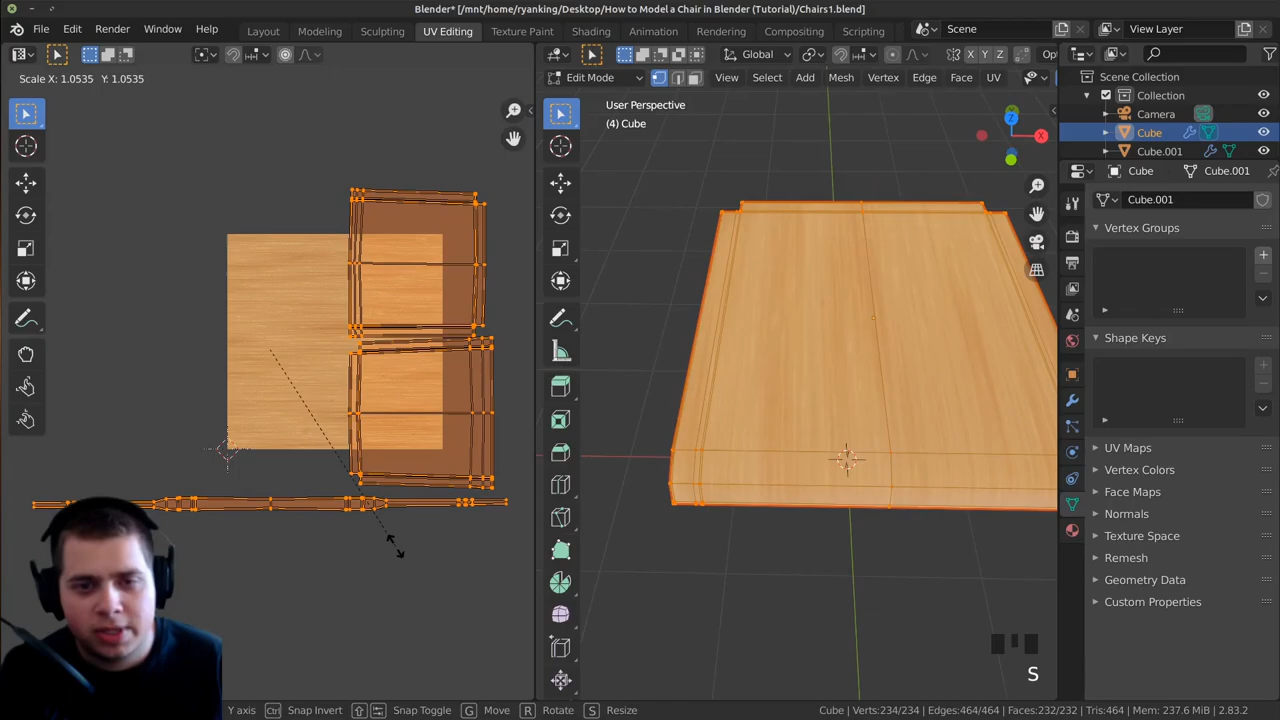 Blender* [/mnt/home/ryanking/Desktop/How to Model a Chair in Blender (Tutorial)/Chairs1.blend]
File Edit Render Window Help Layout Modeling Sculpting UV Editing Texture Paint Shading Animation Rendering Compositing Scripting Scene View Layer
Global X Y Z Op
Scale X: 1.0535 Y: 1.0535
Edit Mode View Select Add Mesh Vertex Edge Face UV
User Perspective
(4) Cube
Z
X
Scene Collection
Collection
Camera
Cube
Cube.001
Cube Cube.001
Cube.001
Vertex Groups
Shape Keys
UV Maps
Vertex Colors
Face Maps
Normals
Texture Space
Remesh
Geometry Data
Custom Properties
S
Y axis Ctrl Snap Invert Snap Toggle G Move R Rotate S Resize Cube | Verts:234/234 | Edges:464/464 | Faces:232/232 | Tris:464 | Mem: 237.6 MiB | 2.83.2